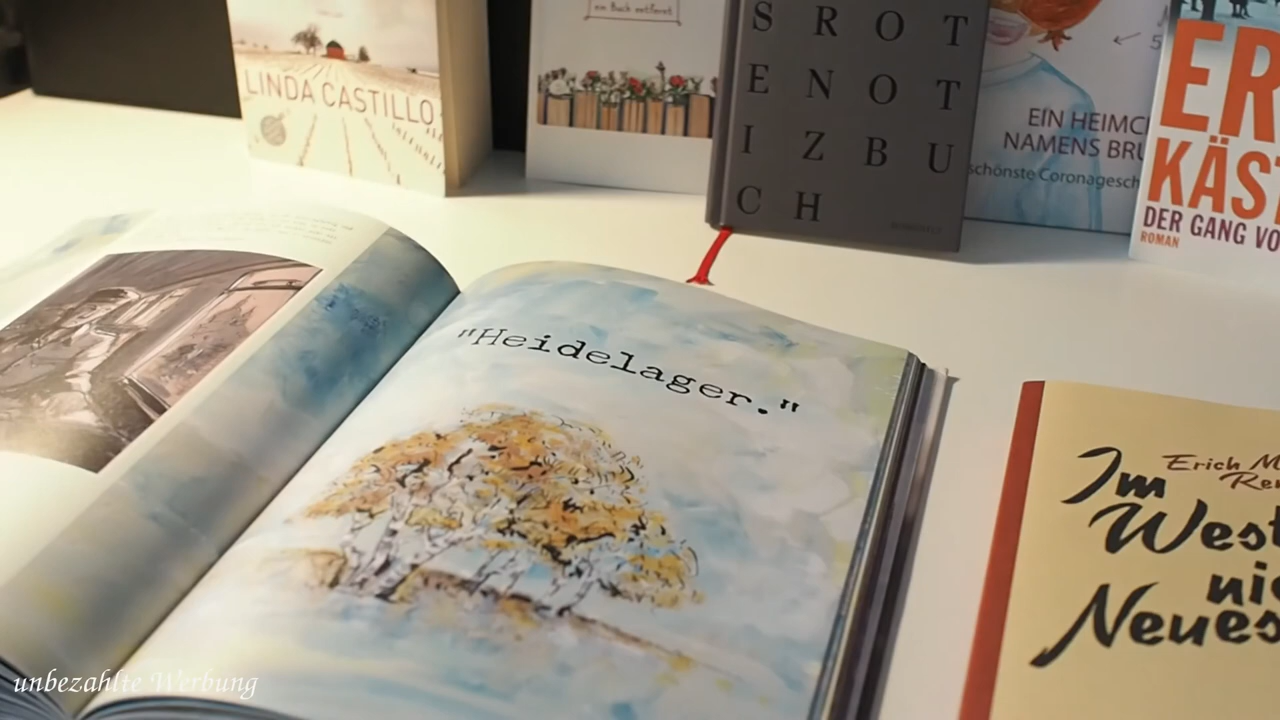 LINDA CASTILLO
ein Buch entfernt
S R O T
E N O T
I Z B U
C H
EIN HEIMC
NAMENS BRU
schönste Coronagesch
ER
KÄST
DER GANG VO
ROMAN
"Heidelager."
Erich M
Re
Im
West
nic
Neues
unbezahlte Werbung